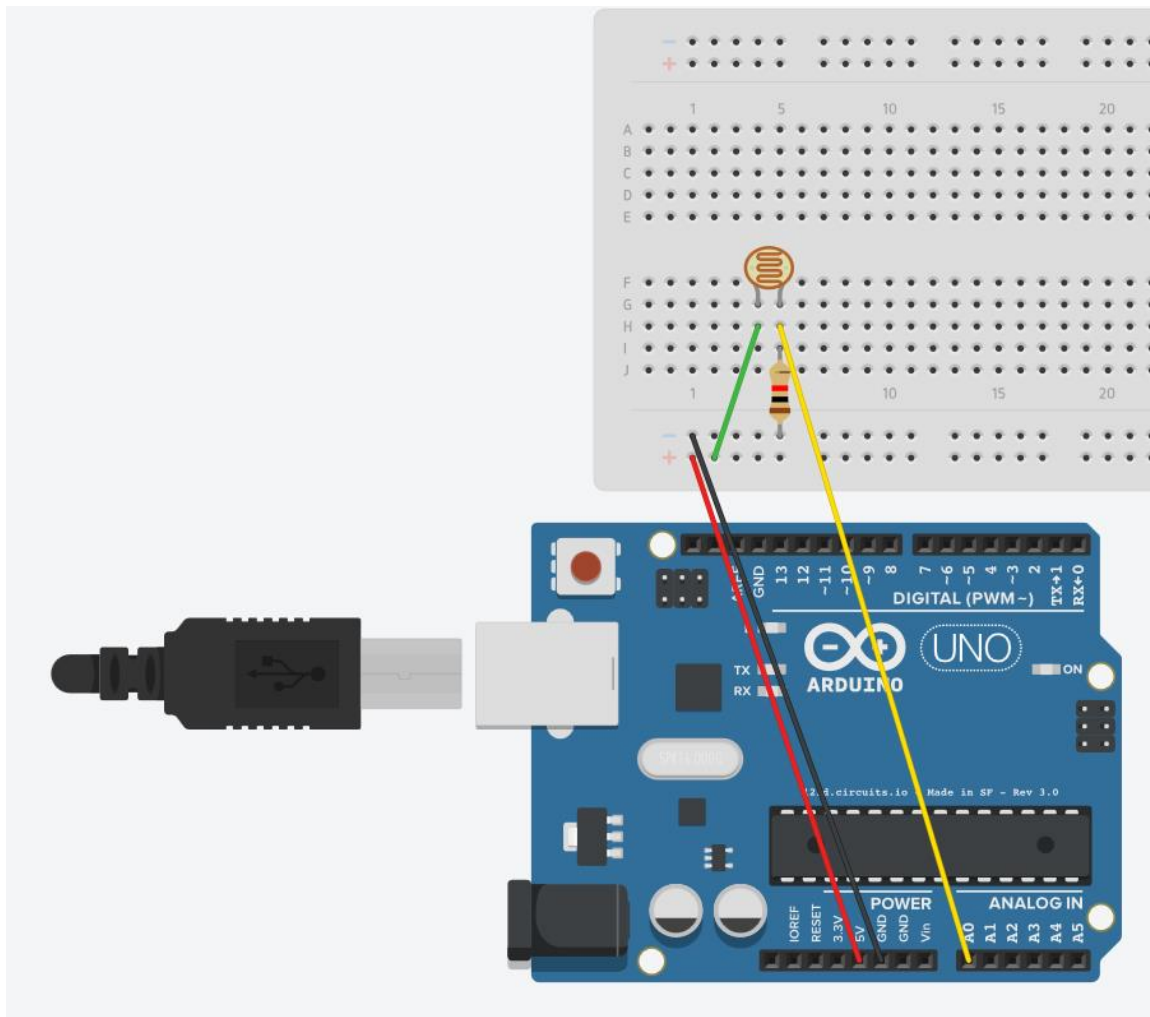 - 
+
1 5 10 15 20
A
B
C
D
E
F
G
H
I
J
1 10 15 20
-
+
AREF GND 13 12 ~11 ~10 ~9 8 7 ~6 ~5 4 ~3 2 TX→1 RX←0
DIGITAL (PWM~)
UNO
ARDUINO
TX
RX
ON
Made in SF - Rev 3.0
POWER ANALOG IN
IOREF RESET 3.3V 5V GND GND Vin A0 A1 A2 A3 A4 A5